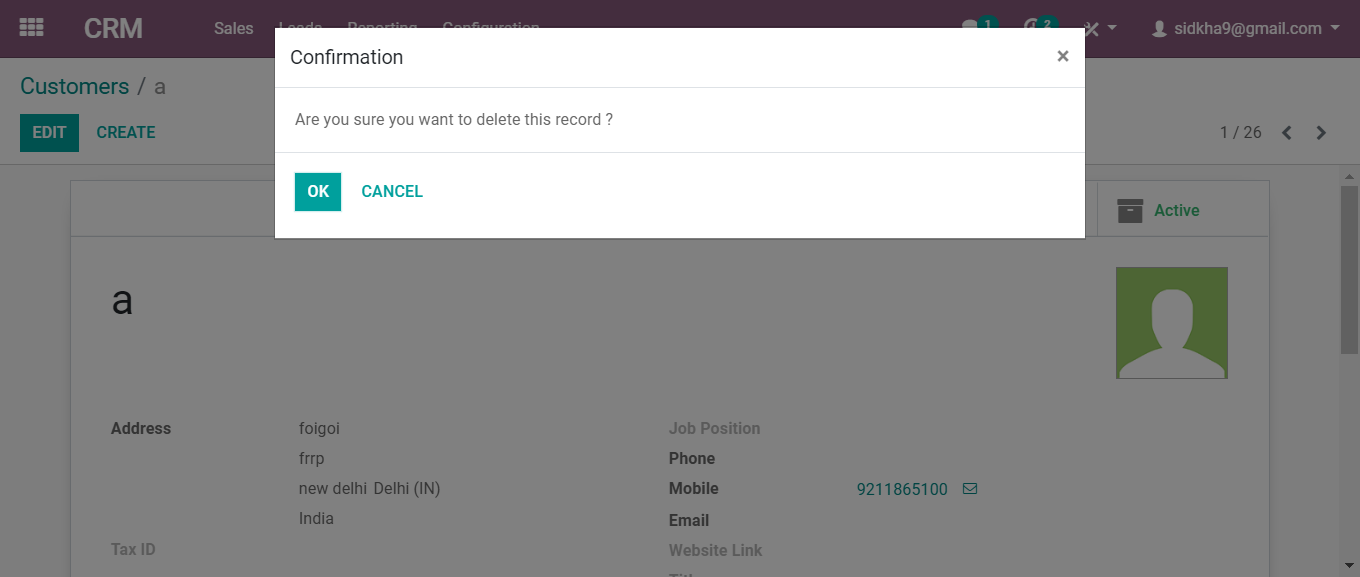 CRM Sales Leads Reporting Configuration 1 2 sidkha9@gmail.com
Confirmation ×
Customers / a
Are you sure you want to delete this record ?
EDIT CREATE 1 / 26
OK CANCEL
Active
a
Address foigoi Job Position
frrp Phone
new delhi Delhi (IN) Mobile 9211865100
India Email
Tax ID Website Link